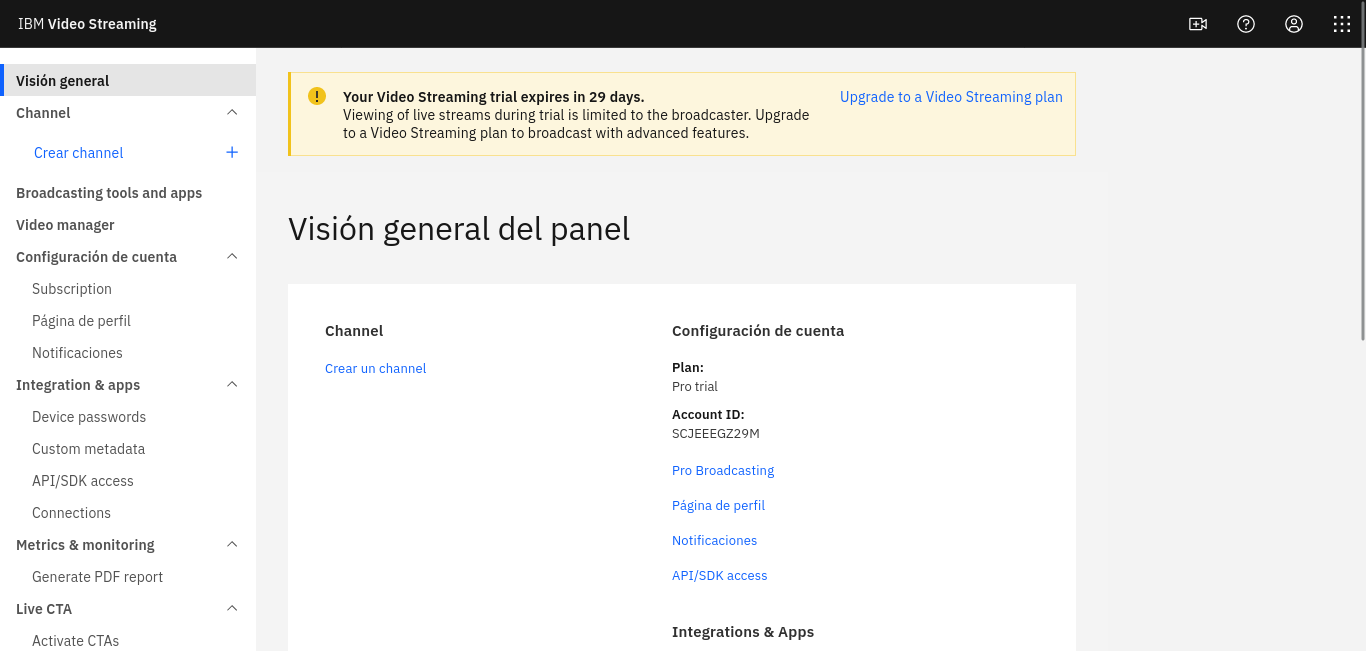 IBM Video Streaming
Visión general
Channel
Crear channel
Broadcasting tools and apps
Video manager
Configuración de cuenta
Subscription
Página de perfil
Notificaciones
Integration & apps
Device passwords
Custom metadata
API/SDK access
Connections
Metrics & monitoring
Generate PDF report
Live CTA
Activate CTAs
Your Video Streaming trial expires in 29 days.
Viewing of live streams during trial is limited to the broadcaster. Upgrade
to a Video Streaming plan to broadcast with advanced features.
Upgrade to a Video Streaming plan
Visión general del panel
Channel
Crear un channel
Configuración de cuenta
Plan:
Pro trial
Account ID:
SCJEEEGZ29M
Pro Broadcasting
Página de perfil
Notificaciones
API/SDK access
Integrations & Apps